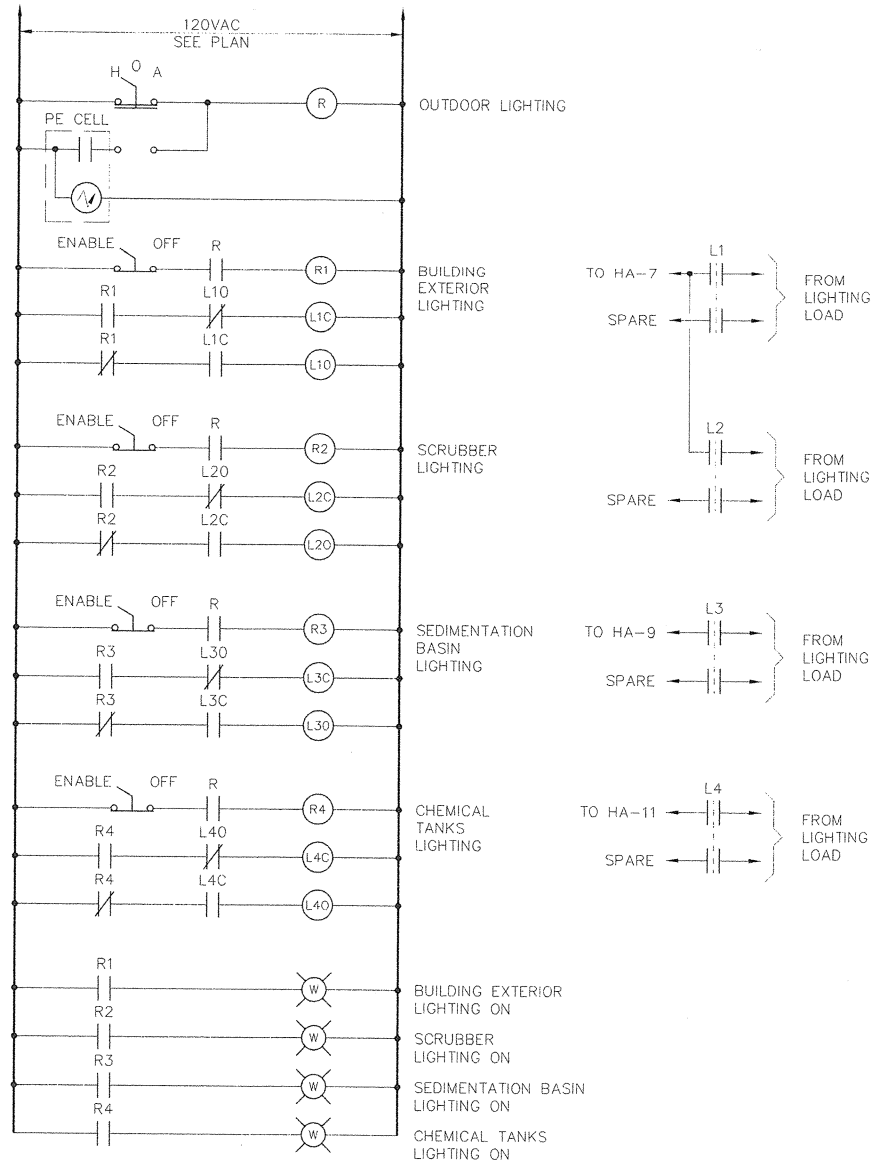 120VAC
SEE PLAN
H O A
R
OUTDOOR LIGHTING
PE CELL
ENABLE OFF R
R1
BUILDING
EXTERIOR
LIGHTING
R1 L10
L1C
R1 L1C
L10
L1
TO HA-7
SPARE
FROM
LIGHTING
LOAD
ENABLE OFF R
R2
SCRUBBER
LIGHTING
R2 L20
L2C
R2 L2C
L20
L2
SPARE
FROM
LIGHTING
LOAD
ENABLE OFF R
R3
SEDIMENTATION
BASIN
LIGHTING
R3 L30
L3C
R3 L3C
L30
L3
TO HA-9
SPARE
FROM
LIGHTING
LOAD
ENABLE OFF R
R4
CHEMICAL
TANKS
LIGHTING
R4 L40
L4C
R4 L4C
L40
L4
TO HA-11
SPARE
FROM
LIGHTING
LOAD
R1
W
BUILDING EXTERIOR
LIGHTING ON
R2
W
SCRUBBER
LIGHTING ON
R3
W
SEDIMENTATION BASIN
LIGHTING ON
R4
W
CHEMICAL TANKS
LIGHTING ON